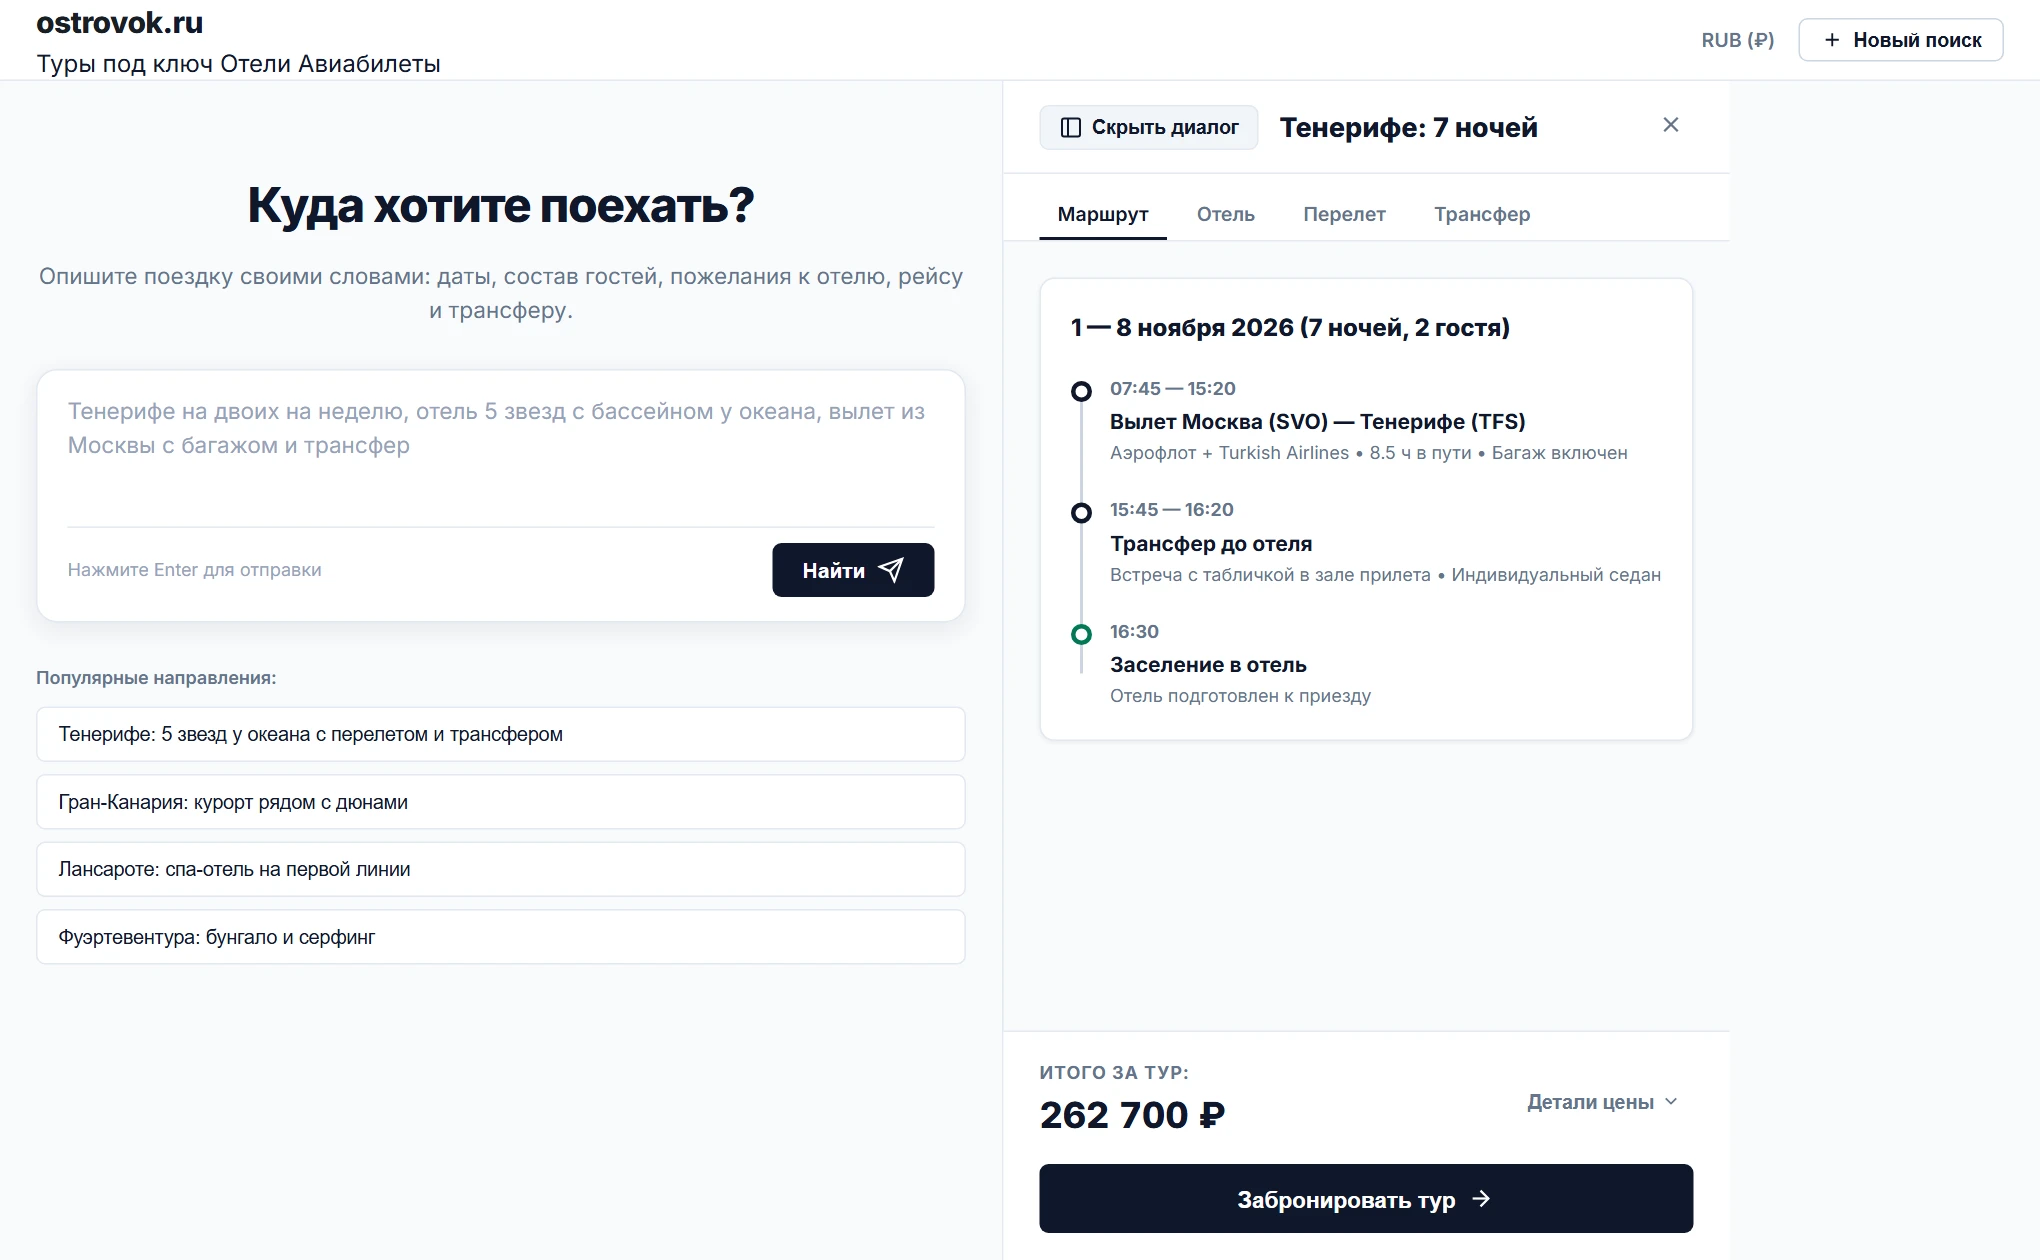 ostrovok.ru
Туры под ключ Отели Авиабилеты
RUB (₽)
+ Новый поиск
Куда хотите поехать?
Опишите поездку своими словами: даты, состав гостей, пожелания к отелю, рейсу
и трансферу.
Тенерифе на двоих на неделю, отель 5 звезд с бассейном у океана, вылет из
Москвы с багажом и трансфер
Нажмите Enter для отправки
Найти
Популярные направления:
Тенерифе: 5 звезд у океана с перелетом и трансфером
Гран-Канария: курорт рядом с дюнами
Лансароте: спа-отель на первой линии
Фуэртевентура: бунгало и серфинг
Скрыть диалог
Тенерифе: 7 ночей
Маршрут Отель Перелет Трансфер
1 — 8 ноября 2026 (7 ночей, 2 гостя)
07:45 — 15:20
Вылет Москва (SVO) — Тенерифе (TFS)
Аэрофлот + Turkish Airlines • 8.5 ч в пути • Багаж включен
15:45 — 16:20
Трансфер до отеля
Встреча с табличкой в зале прилета • Индивидуальный седан
16:30
Заселение в отель
Отель подготовлен к приезду
ИТОГО ЗА ТУР:
262 700 ₽
Детали цены
Забронировать тур →